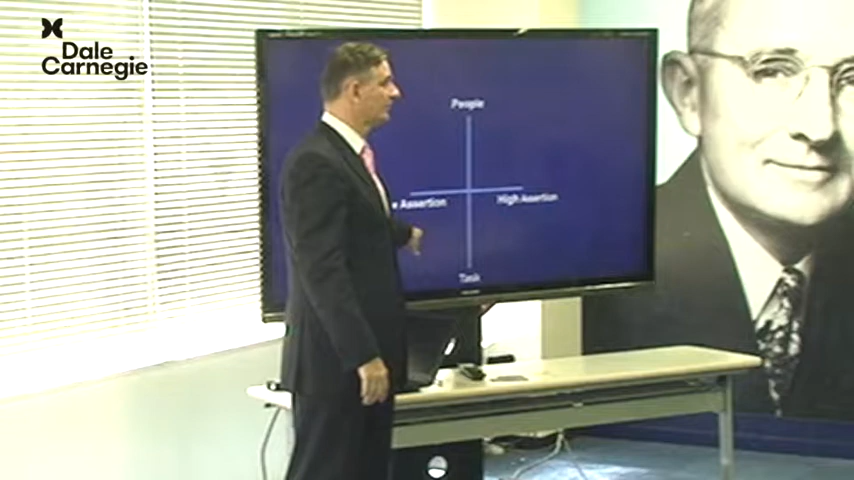 Dale
Carnegie
People
Assertion
High Assertion
Task